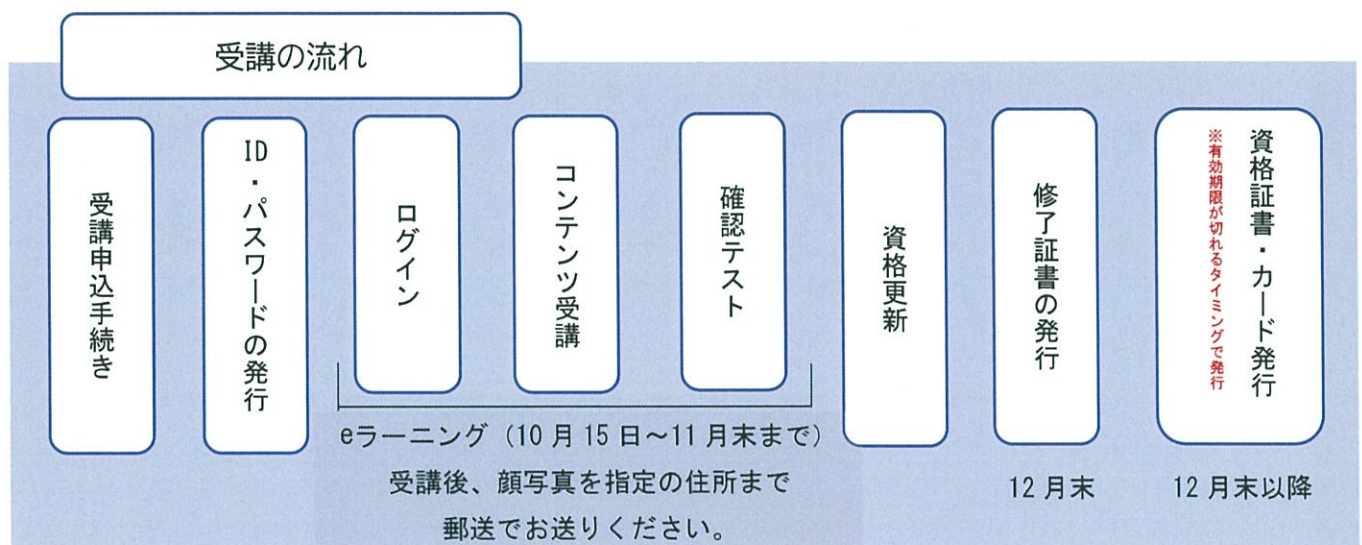 受講の流れ
受講申込手続き
ID・パスワードの発行
ログイン
コンテンツ受講
確認テスト
資格更新
修了証書の発行
資格証書・カード発行
※有効期限が切れるタイミングで発行
eラーニング（10月15日～11月末まで）
受講後、顔写真を指定の住所まで
郵送でお送りください。
12月末
12月末以降